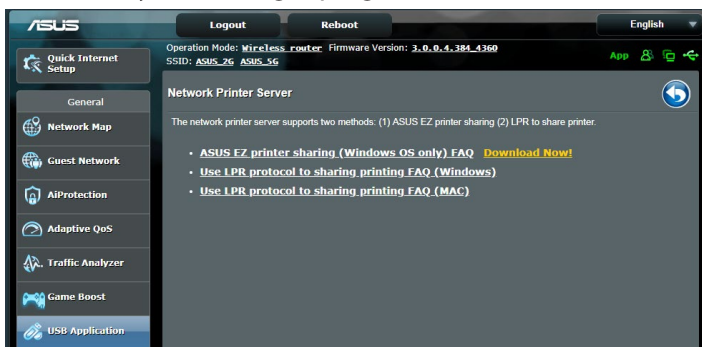 ASUS
Logout
Reboot
English
Quick Internet
Setup
Operation Mode: Wireless router Firmware Version: 3.0.0.4.384_4360
SSID: ASUS_2G ASUS_5G
App
General
Network Map
Guest Network
AiProtection
Adaptive QoS
Traffic Analyzer
Game Boost
USB Application
Network Printer Server
The network printer server supports two methods: (1) ASUS EZ printer sharing (2) LPR to share printer.
ASUS EZ printer sharing (Windows OS only) FAQ Download Now!
Use LPR protocol to sharing printing FAQ (Windows)
Use LPR protocol to sharing printing FAQ (MAC)